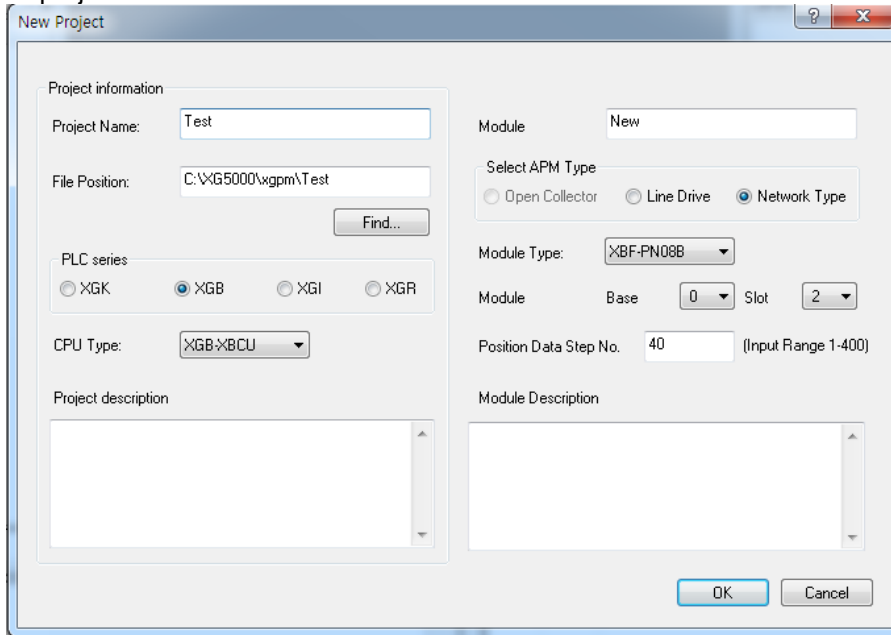 New Project
Project information
Project Name:
Test
File Position:
C:\XG5000\xgpm\Test
Find...
PLC series
XGK
XGB
XGI
XGR
CPU Type:
XGB-XBCU
Project description
Module
New
Select APM Type
Open Collector
Line Drive
Network Type
Module Type:
XBF-PN08B
Module
Base
0
Slot
2
Position Data Step No.
40
(Input Range 1-400)
Module Description
OK
Cancel